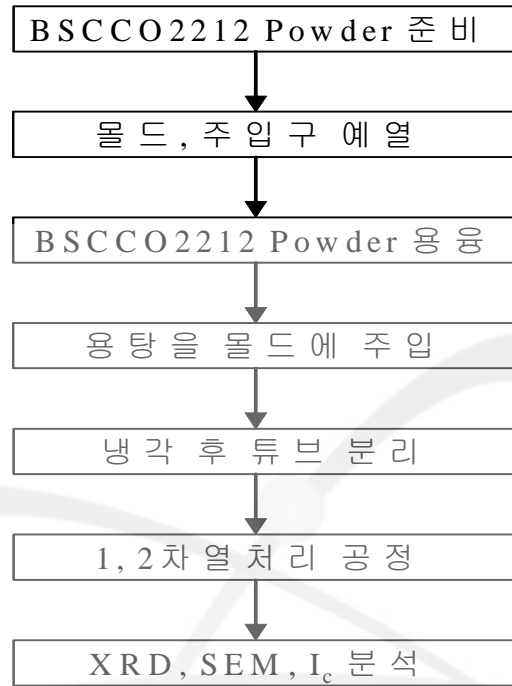 BSCCO2212 Powder 준비
몰드,주입구 예열
BSCCO2212 Powder 용융
용탕을 몰드에 주입
냉각 후 튜브 분리
1,2차 열처리 공정
XRD, SEM, I_c 분석